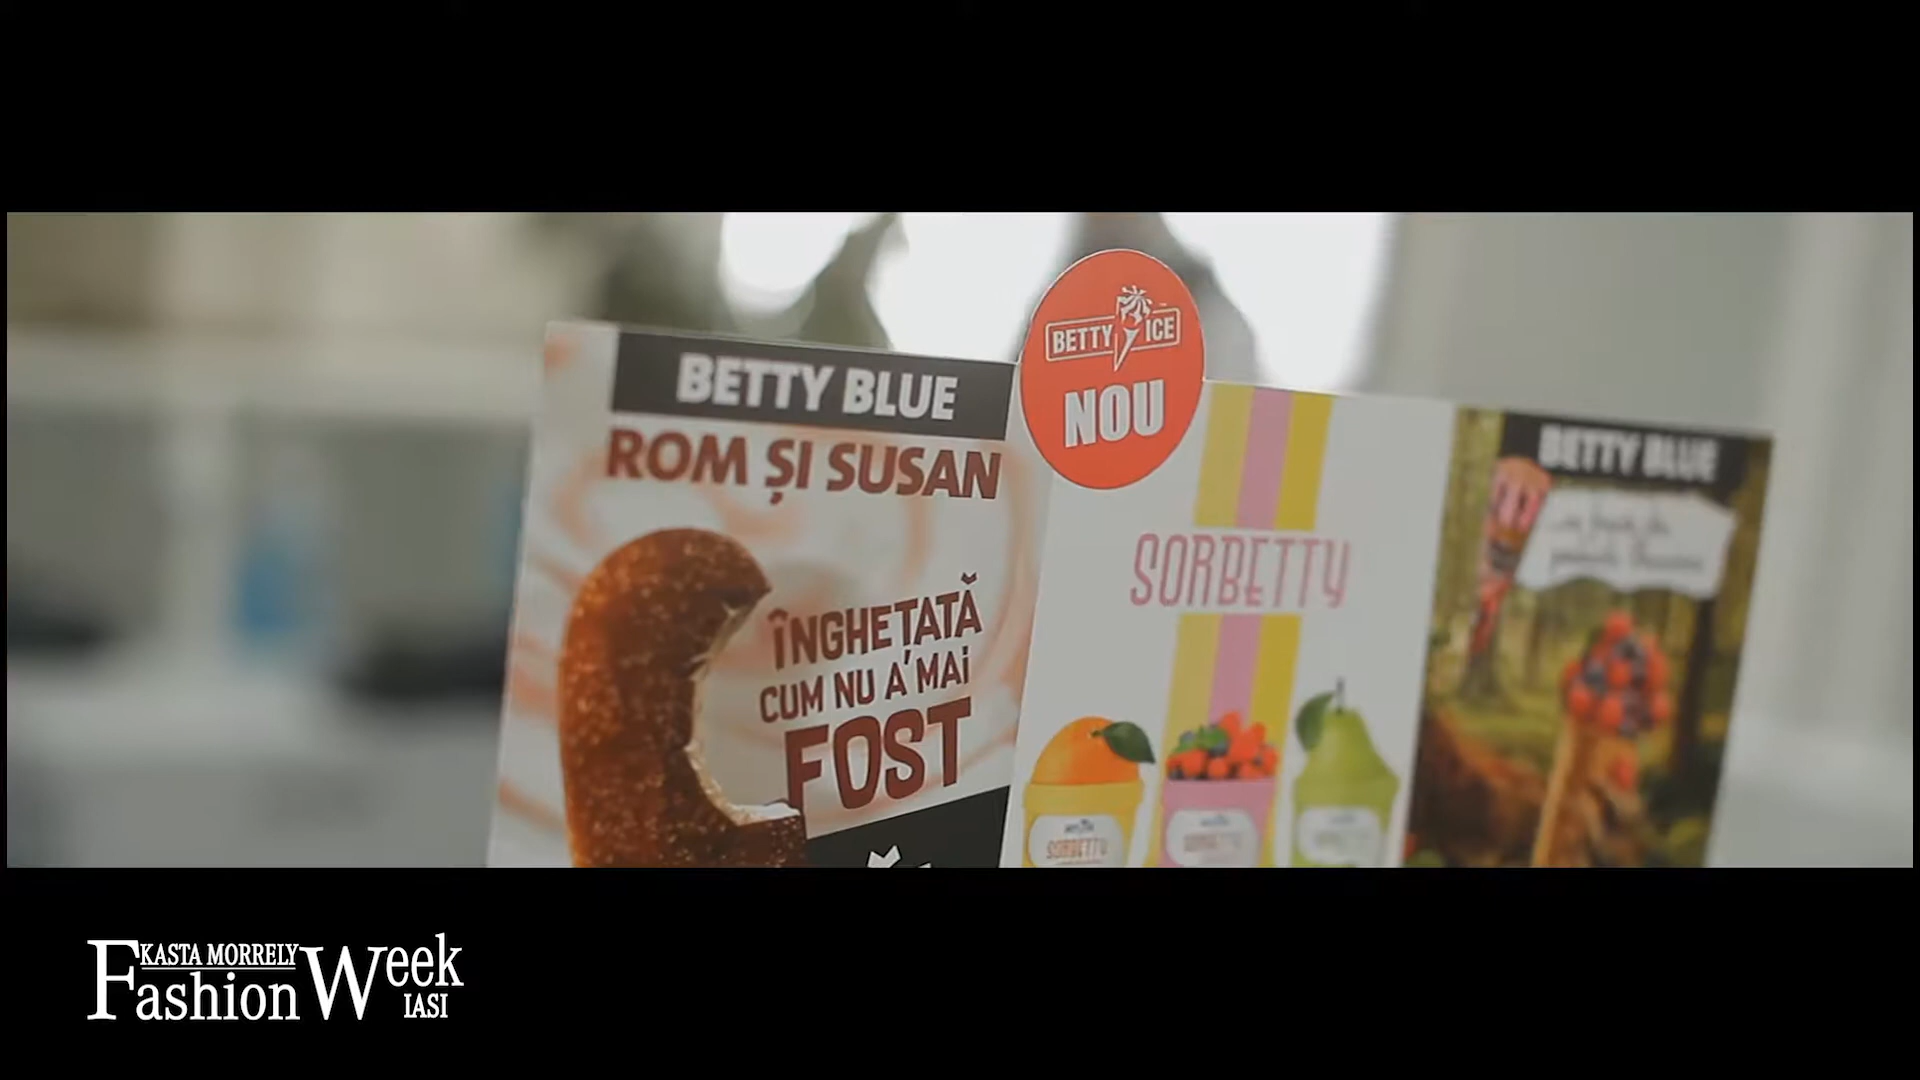 BETTY BLUE
ROM ȘI SUSAN
ÎNGHEȚATĂ
CUM NU A MAI
FOST
BETTY ICE
NOU
SORBETTY
SORBETTY
BETTY BLUE
KASTA MORRELY
Fashion Week
IASI